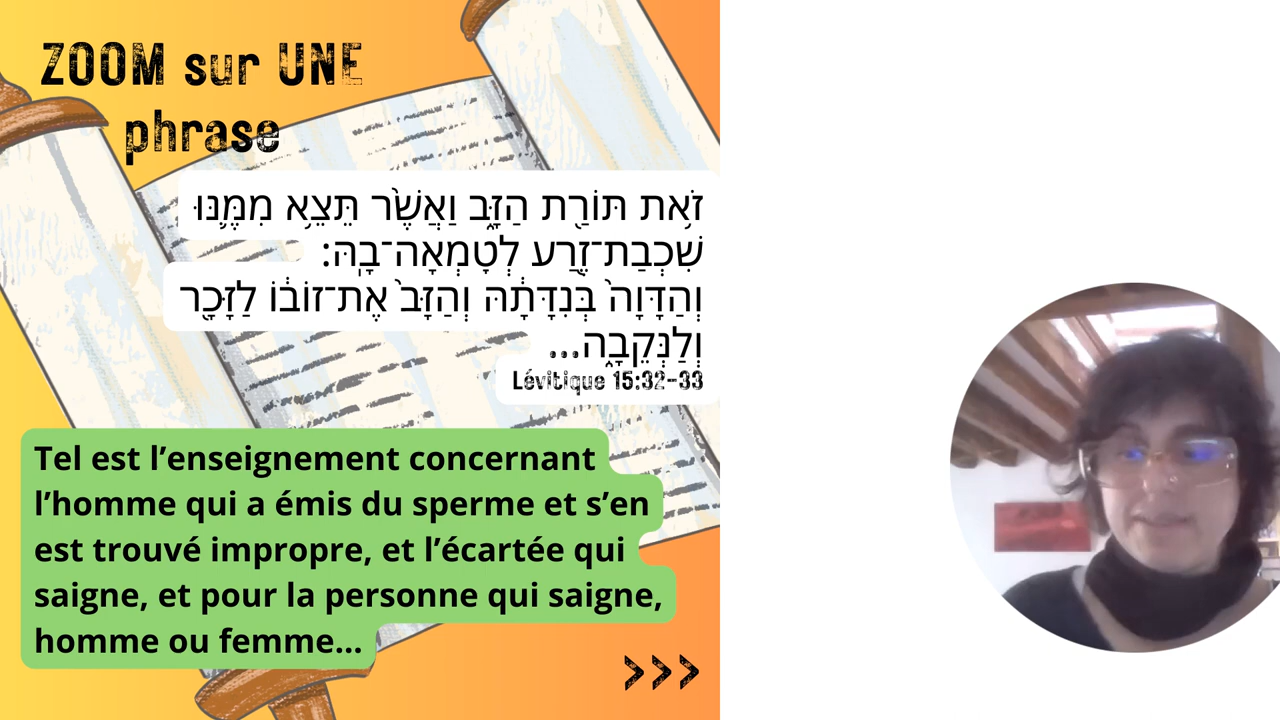 ZOOM sur UNE
phrase
זֹ֥את תּוֹרַ֖ת הַזָּ֑ב וַאֲשֶׁ֨ר תֵּצֵ֥א מִמֶּ֛נּוּ
שִׁכְבַת־זֶ֖רַע לְטָמְאָה־בָֽהּ׃
וְהַדָּוָה֙ בְּנִדָּתָ֔הּ וְהַזָּב֙ אֶת־זוֹב֔וֹ לַזָּכָ֖ר
וְלַנְּקֵבָ֑ה...
Lévitique 15:32-33
Tel est l’enseignement concernant
l’homme qui a émis du sperme et s’en
est trouvé impropre, et l’écartée qui
saigne, et pour la personne qui saigne,
homme ou femme...
>>>